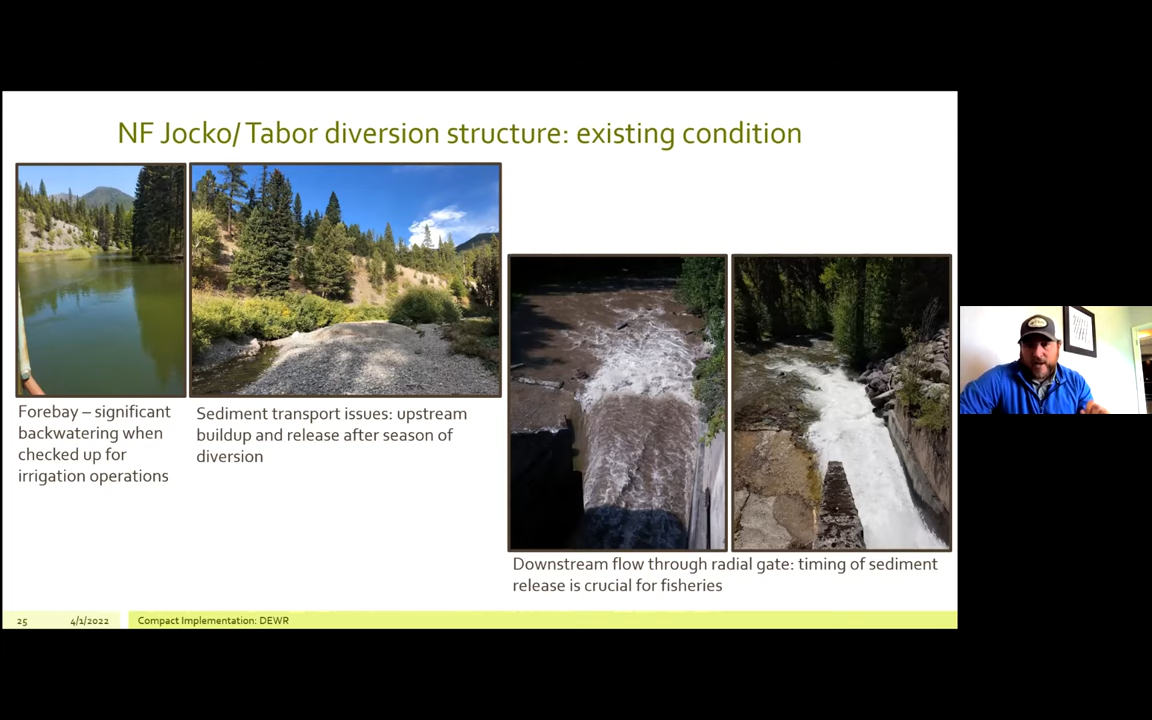 NF Jocko/ Tabor diversion structure: existing condition
Forebay – significant
backwatering when
checked up for
irrigation operations
Sediment transport issues: upstream
buildup and release after season of
diversion
Downstream flow through radial gate: timing of sediment
release is crucial for fisheries
25 4/1/2022 Compact Implementation: DEWR